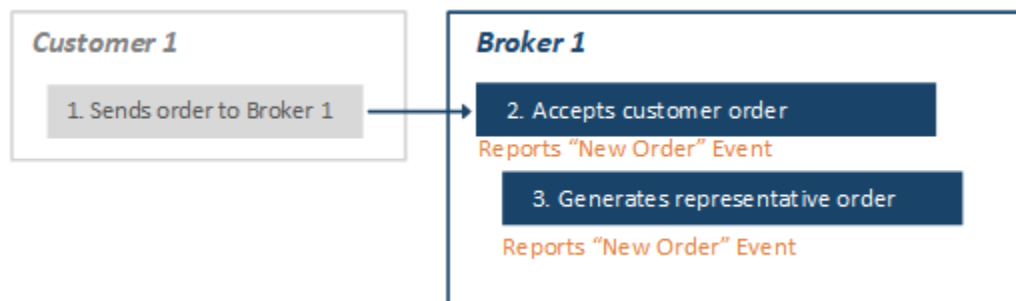 Customer 1
1. Sends order to Broker 1
Broker 1
2. Accepts customer order
Reports “New Order” Event
3. Generates representative order
Reports “New Order” Event